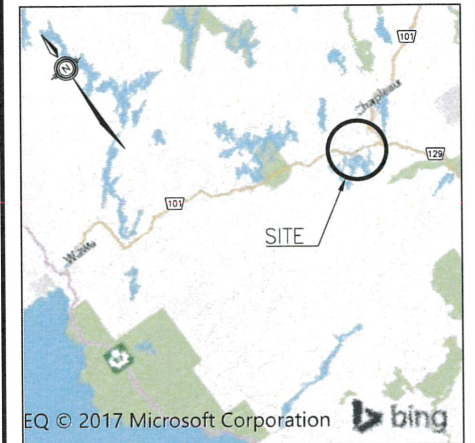 101
Chapleau
129
101
SITE
Wawa
N
EQ © 2017 Microsoft Corporation
bing